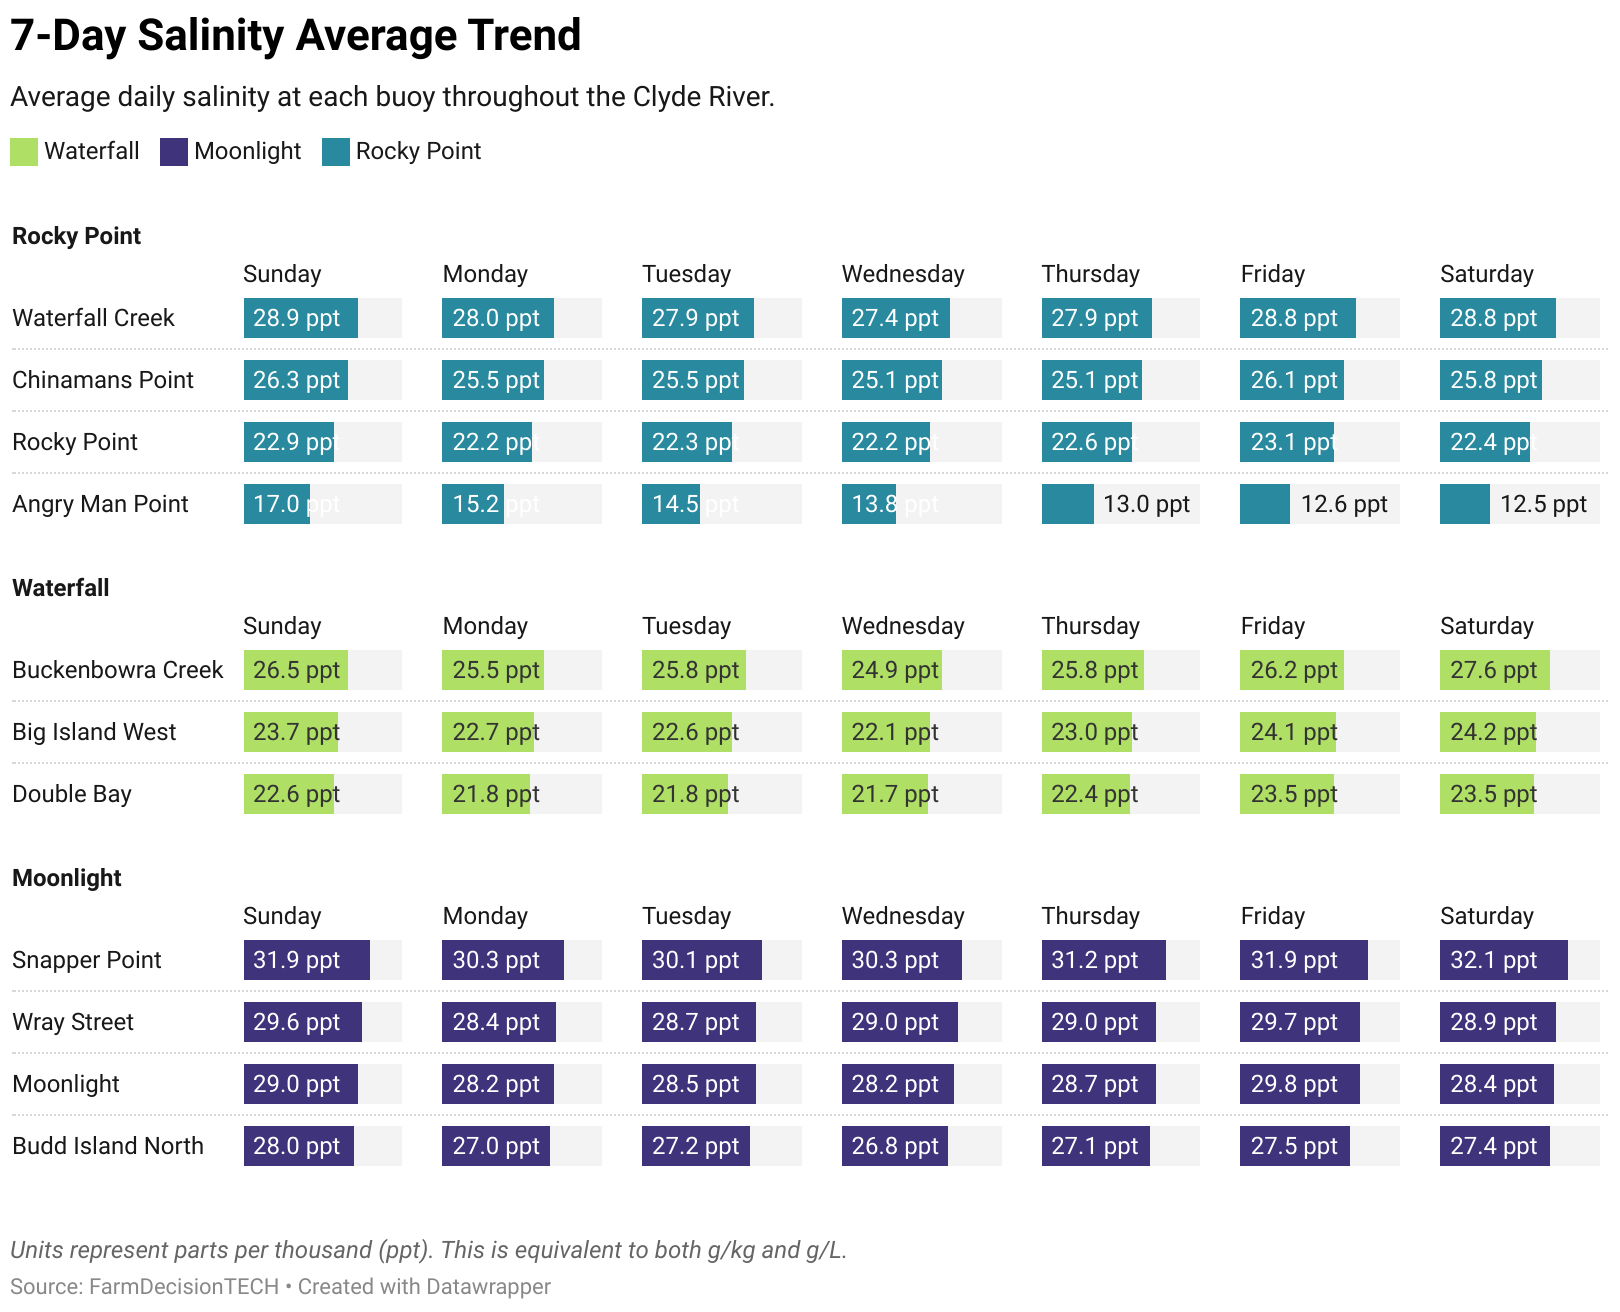 7-Day Salinity Average Trend
Average daily salinity at each buoy throughout the Clyde River.
Waterfall Moonlight Rocky Point
Rocky Point
Sunday Monday Tuesday Wednesday Thursday Friday Saturday
Waterfall Creek 28.9 ppt 28.0 ppt 27.9 ppt 27.4 ppt 27.9 ppt 28.8 ppt 28.8 ppt
Chinamans Point 26.3 ppt 25.5 ppt 25.5 ppt 25.1 ppt 25.1 ppt 26.1 ppt 25.8 ppt
Rocky Point 22.9 ppt 22.2 ppt 22.3 ppt 22.2 ppt 22.6 ppt 23.1 ppt 22.4 ppt
Angry Man Point 17.0 ppt 15.2 ppt 14.5 ppt 13.8 ppt 13.0 ppt 12.6 ppt 12.5 ppt
Waterfall
Sunday Monday Tuesday Wednesday Thursday Friday Saturday
Buckenbowra Creek 26.5 ppt 25.5 ppt 25.8 ppt 24.9 ppt 25.8 ppt 26.2 ppt 27.6 ppt
Big Island West 23.7 ppt 22.7 ppt 22.6 ppt 22.1 ppt 23.0 ppt 24.1 ppt 24.2 ppt
Double Bay 22.6 ppt 21.8 ppt 21.8 ppt 21.7 ppt 22.4 ppt 23.5 ppt 23.5 ppt
Moonlight
Sunday Monday Tuesday Wednesday Thursday Friday Saturday
Snapper Point 31.9 ppt 30.3 ppt 30.1 ppt 30.3 ppt 31.2 ppt 31.9 ppt 32.1 ppt
Wray Street 29.6 ppt 28.4 ppt 28.7 ppt 29.0 ppt 29.0 ppt 29.7 ppt 28.9 ppt
Moonlight 29.0 ppt 28.2 ppt 28.5 ppt 28.2 ppt 28.7 ppt 29.8 ppt 28.4 ppt
Budd Island North 28.0 ppt 27.0 ppt 27.2 ppt 26.8 ppt 27.1 ppt 27.5 ppt 27.4 ppt
Units represent parts per thousand (ppt). This is equivalent to both g/kg and g/L.
Source: FarmDecisionTECH • Created with Datawrapper